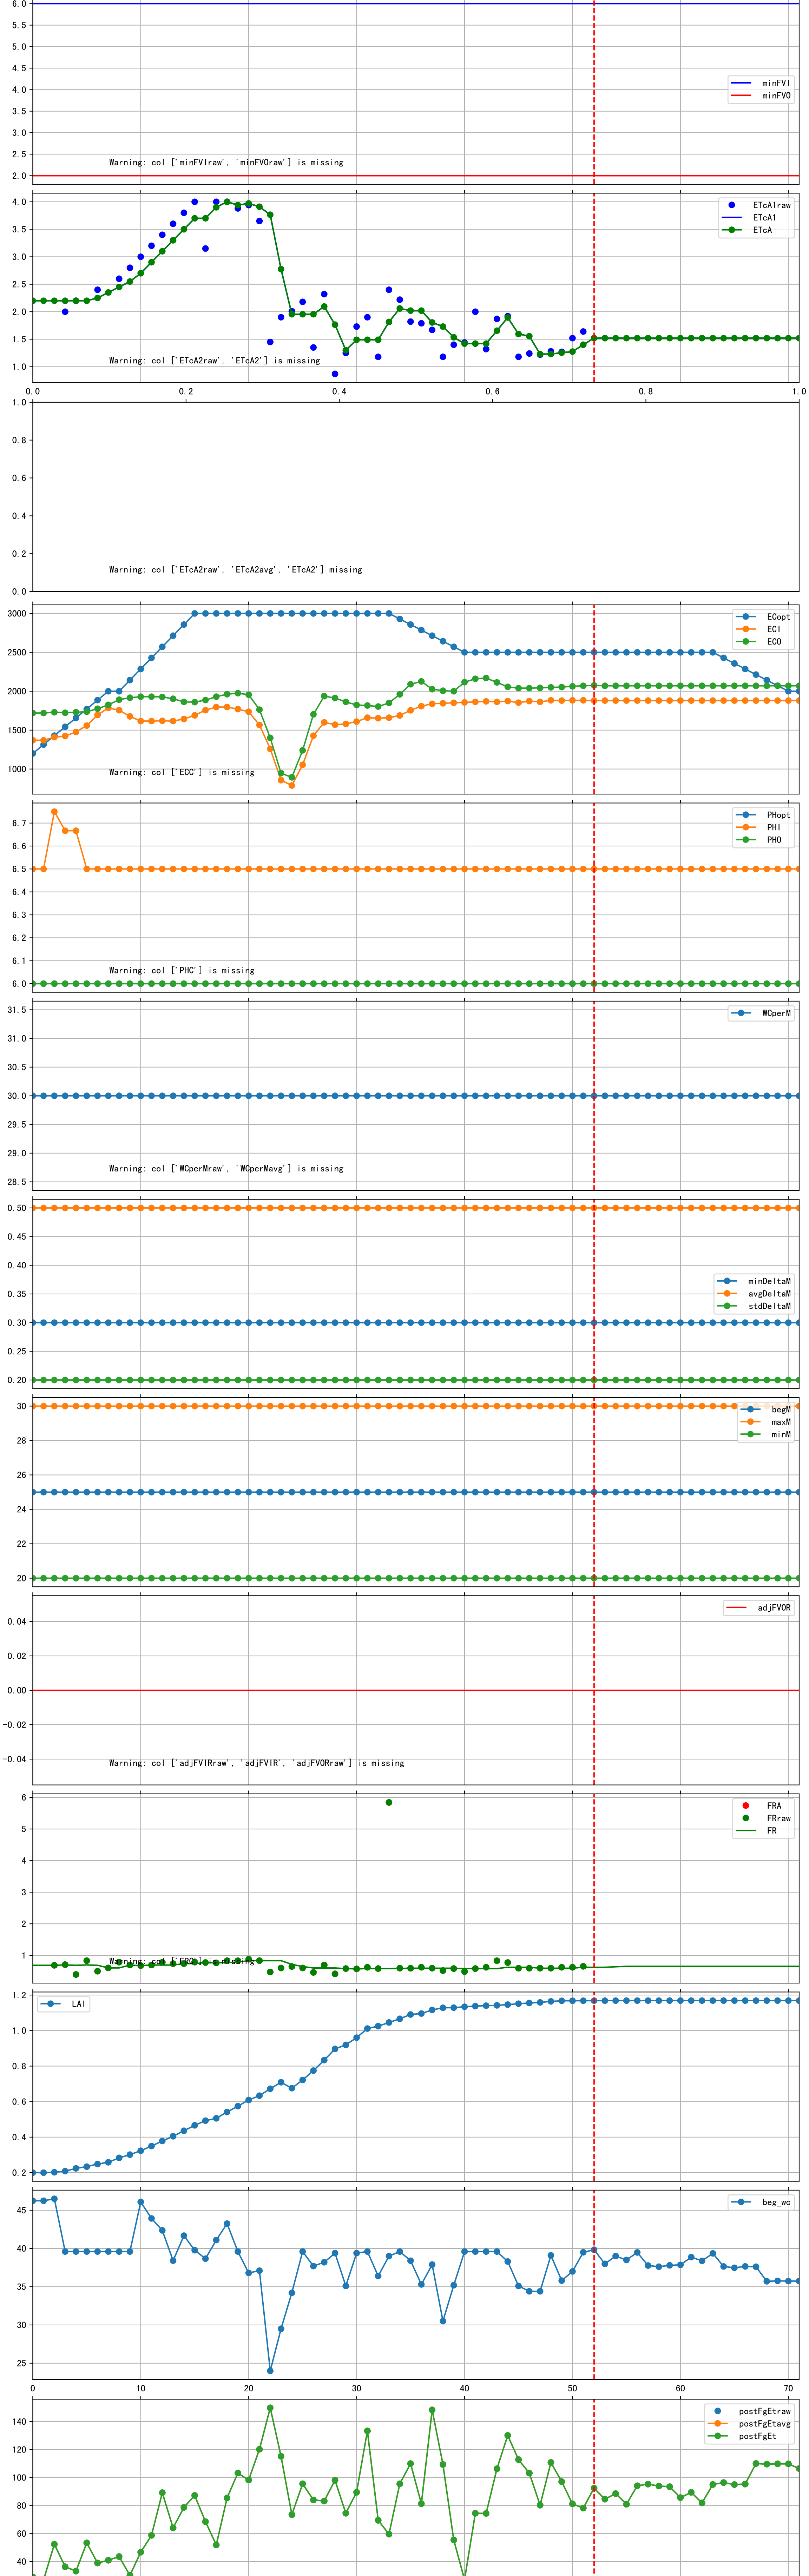 6.0
5.5
5.0
4.5
4.0
3.5
3.0
2.5
2.0
minFVI
minFVO
Warning: col ['minFVIraw', 'minFVOraw'] is missing
4.0
3.5
3.0
2.5
2.0
1.5
1.0
ETcA1raw
ETcA1
ETcA
Warning: col ['ETcA2raw', 'ETcA2'] is missing
0.0 0.2 0.4 0.6 0.8 1.0
1.0
0.8
0.6
0.4
0.2
0.0
Warning: col ['ETcA2raw', 'ETcA2avg', 'ETcA2'] missing
3000
2500
2000
1500
1000
ECopt
ECI
ECO
Warning: col ['ECC'] is missing
6.7
6.6
6.5
6.4
6.3
6.2
6.1
6.0
PHopt
PHI
PHO
Warning: col ['PHC'] is missing
31.5
31.0
30.5
30.0
29.5
29.0
28.5
WCperM
Warning: col ['WCperMraw', 'WCperMavg'] is missing
0.50
0.45
0.40
0.35
0.30
0.25
0.20
minDeltaM
avgDeltaM
stdDeltaM
30
28
26
24
22
20
begM
maxM
minM
0.04
0.02
0.00
-0.02
-0.04
adjFVOR
Warning: col ['adjFVIRraw', 'adjFVIR', 'adjFVORraw'] is missing
6
5
4
3
2
1
FRA
FRraw
FR
Warning: col is missing
1.2
1.0
0.8
0.6
0.4
0.2
LAI
45
40
35
30
25
beg_wc
0 10 20 30 40 50 60 70
140
120
100
80
60
40
postFgEtraw
postFgEtavg
postFgEt